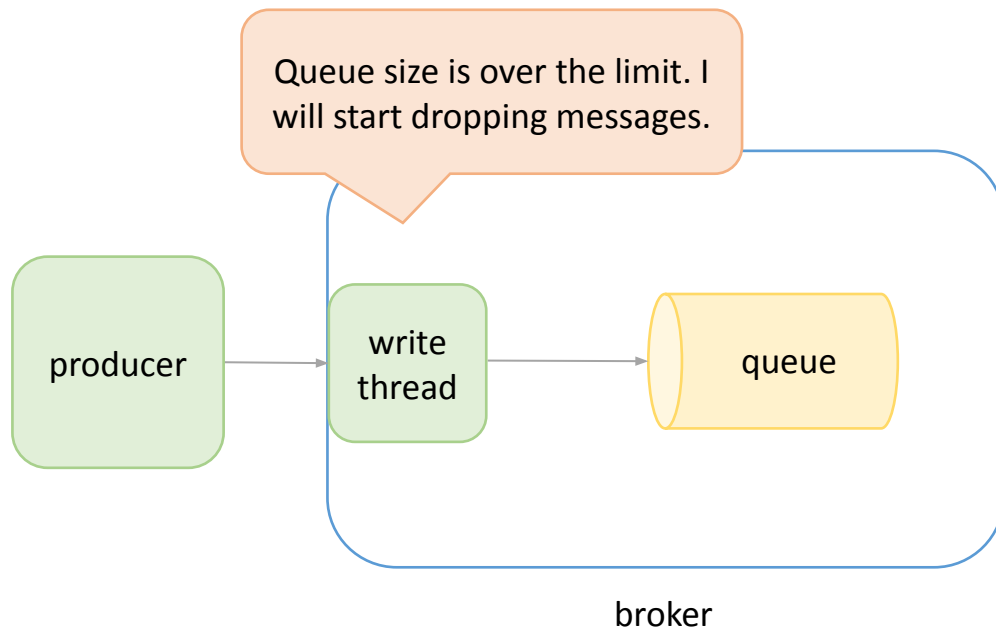 Queue size is over the limit. I
will start dropping messages.
producer
write
thread
queue
broker